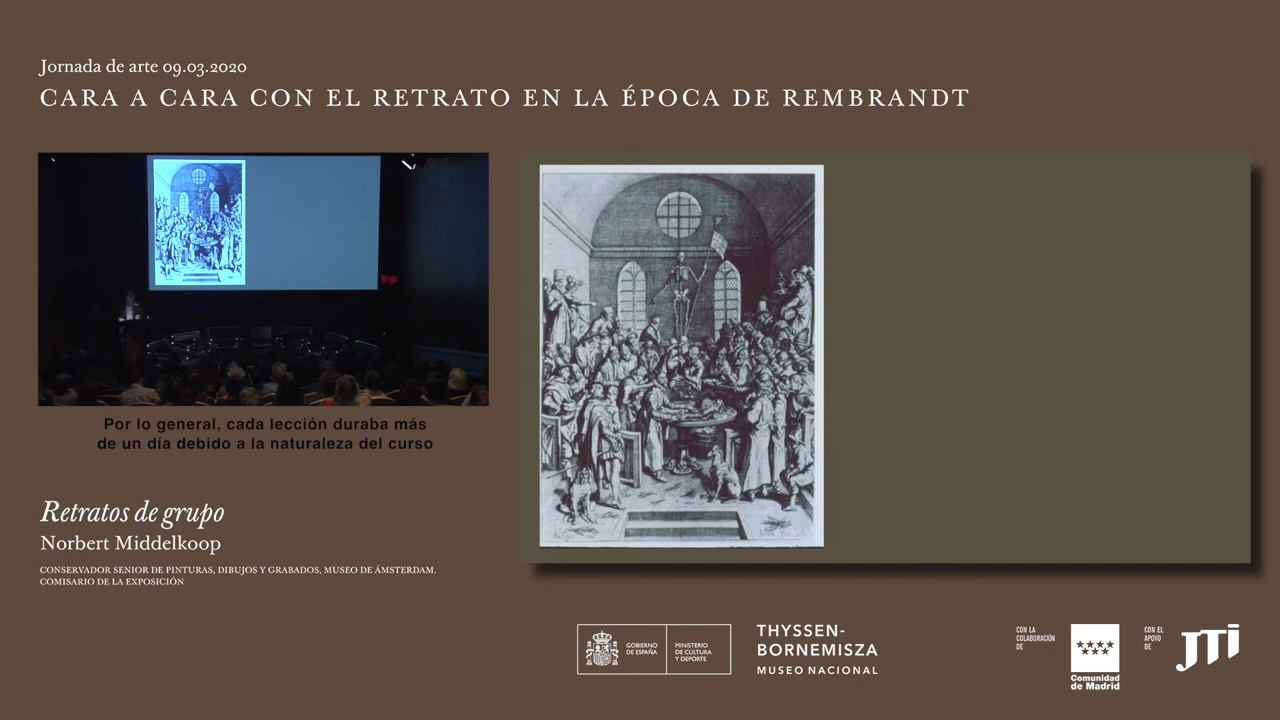 Jornada de arte 09.03.2020
CARA A CARA CON EL RETRATO EN LA ÉPOCA DE REMBRANDT
Por lo general, cada lección duraba más
de un día debido a la naturaleza del curso
Retratos de grupo
Norbert Middelkoop
CONSERVADOR SENIOR DE PINTURAS, DIBUJOS Y GRABADOS, MUSEO DE ÁMSTERDAM.
COMISARIO DE LA EXPOSICIÓN
GOBIERNO
DE ESPAÑA
MINISTERIO
DE CULTURA
Y DEPORTE
THYSSEN-
BORNEMISZA
MUSEO NACIONAL
CON LA
COLABORACIÓN
DE
Comunidad
de Madrid
CON EL
APOYO
DE
JTI